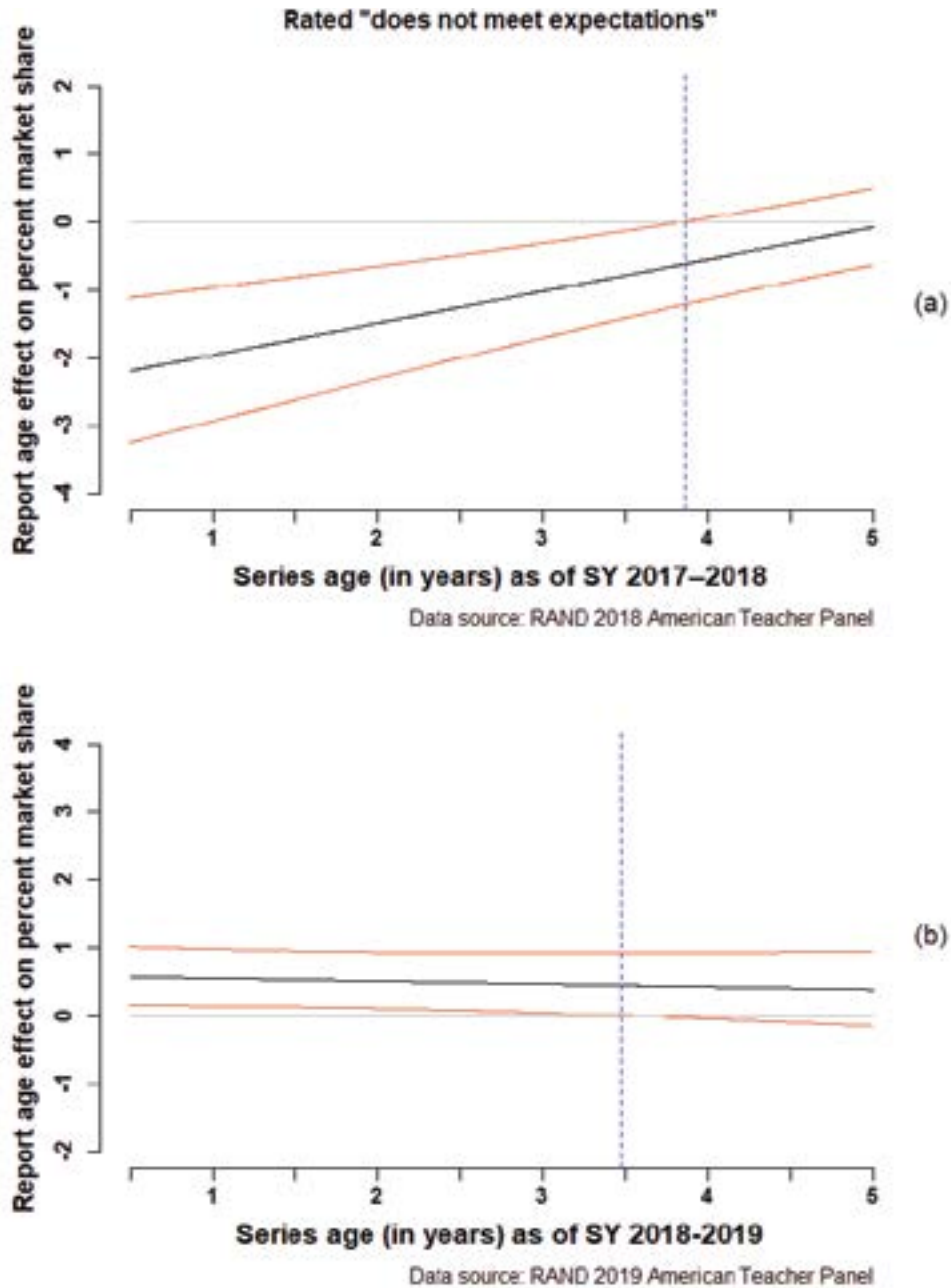 Rated "does not meet expectations"
Report age effect on percent market share
2
1
0
-1
-2
-3
-4
(a)
1 2 3 4 5
Series age (in years) as of SY 2017–2018
Data source: RAND 2018 American Teacher Panel
Report age effect on percent market share
4
3
2
1
0
-1
-2
(b)
1 2 3 4 5
Series age (in years) as of SY 2018-2019
Data source: RAND 2019 American Teacher Panel